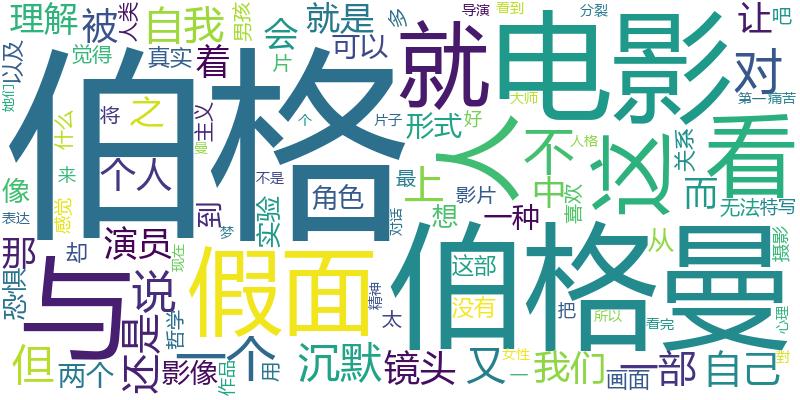 理解
被
人类
自我
男孩
会
就是
多
导演
看到
分裂
让
吧
她们
以及
觉得
真实
着
片
可以
就
电影
对
大师
第一
痛苦
伯格
什么
将
之
主义
个
曼
片子
形式
好
人
人格
不
这
关系
看
像
来
个人
到
不是
角色
最
上
影片
中
喜欢
而
无法
特写
表达
感觉
实验
梦
对话
想
一种
从
摄影
那
却
演员
现在
假面
伯格曼
这部
恐惧
与
说
哲学
精神
太
没有
把
所以
看完
心理
但
两个
还是
影像
一个
作品
用
沉默
镜头
又
女性
一
我们
画面
一部
自己
對